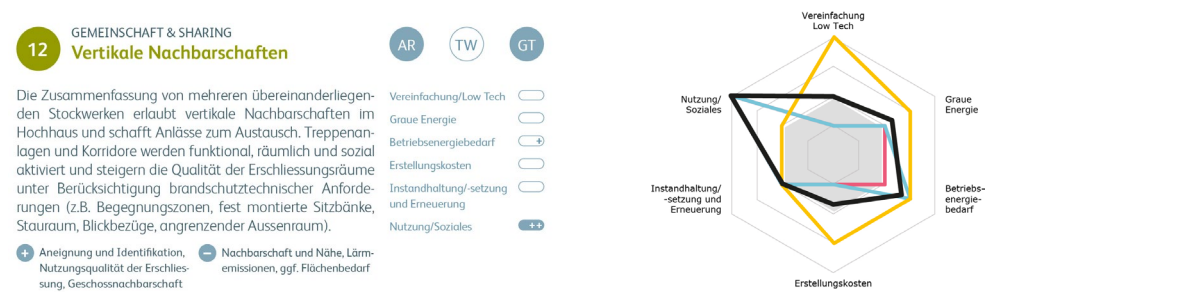 12
GEMEINSCHAFT & SHARING
Vertikale Nachbarschaften
AR TW GT
Die Zusammenfassung von mehreren übereinanderliegen-
den Stockwerken erlaubt vertikale Nachbarschaften im
Hochhaus und schafft Anlässe zum Austausch. Treppenan-
lagen und Korridore werden funktional, räumlich und sozial
aktiviert und steigern die Qualität der Erschliessungsräume
unter Berücksichtigung brandschutztechnischer Anforde-
rungen (z.B. Begegnungszonen, fest montierte Sitzbänke,
Stauraum, Blickbezüge, angrenzender Aussenraum).
+ Aneignung und Identifikation,
Nutzungsqualität der Erschlies-
sung, Geschossnachbarschaft
– Nachbarschaft und Nähe, Lärm-
emissionen, ggf. Flächenbedarf
Vereinfachung/Low Tech
Graue Energie
Betriebsenergiebedarf +
Erstellungskosten
Instandhaltung/-setzung
und Erneuerung
Nutzung/Soziales ++
Vereinfachung
Low Tech
Graue
Energie
Betriebs-
energie-
bedarf
Erstellungskosten
Instandhaltung/
-setzung und
Erneuerung
Nutzung/
Soziales